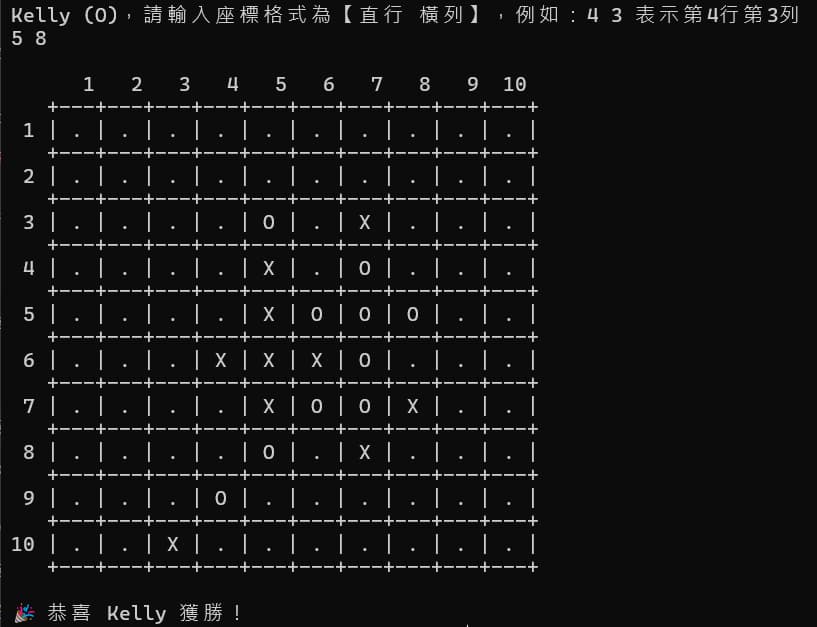 Kelly (O)，請輸入座標格式為【直行 橫列】，例如：4 3 表示第4行第3列
5 8
     1   2   3   4   5   6   7   8   9  10
   +---+---+---+---+---+---+---+---+---+---+
 1 | . | . | . | . | . | . | . | . | . | . |
   +---+---+---+---+---+---+---+---+---+---+
 2 | . | . | . | . | . | . | . | . | . | . |
   +---+---+---+---+---+---+---+---+---+---+
 3 | . | . | . | . | O | . | X | . | . | . |
   +---+---+---+---+---+---+---+---+---+---+
 4 | . | . | . | . | X | . | O | . | . | . |
   +---+---+---+---+---+---+---+---+---+---+
 5 | . | . | . | . | X | O | O | O | . | . |
   +---+---+---+---+---+---+---+---+---+---+
 6 | . | . | . | X | X | X | O | . | . | . |
   +---+---+---+---+---+---+---+---+---+---+
 7 | . | . | . | . | X | O | O | X | . | . |
   +---+---+---+---+---+---+---+---+---+---+
 8 | . | . | . | . | O | . | X | . | . | . |
   +---+---+---+---+---+---+---+---+---+---+
 9 | . | . | . | O | . | . | . | . | . | . |
   +---+---+---+---+---+---+---+---+---+---+
10 | . | . | X | . | . | . | . | . | . | . |
   +---+---+---+---+---+---+---+---+---+---+
🎉 恭喜 Kelly 獲勝！